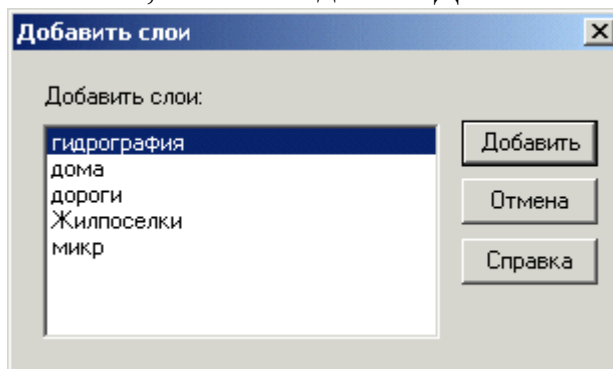 Добавить слои
Добавить слои:
гидрография
дома
дороги
Жилпоселки
микр
Добавить
Отмена
Справка